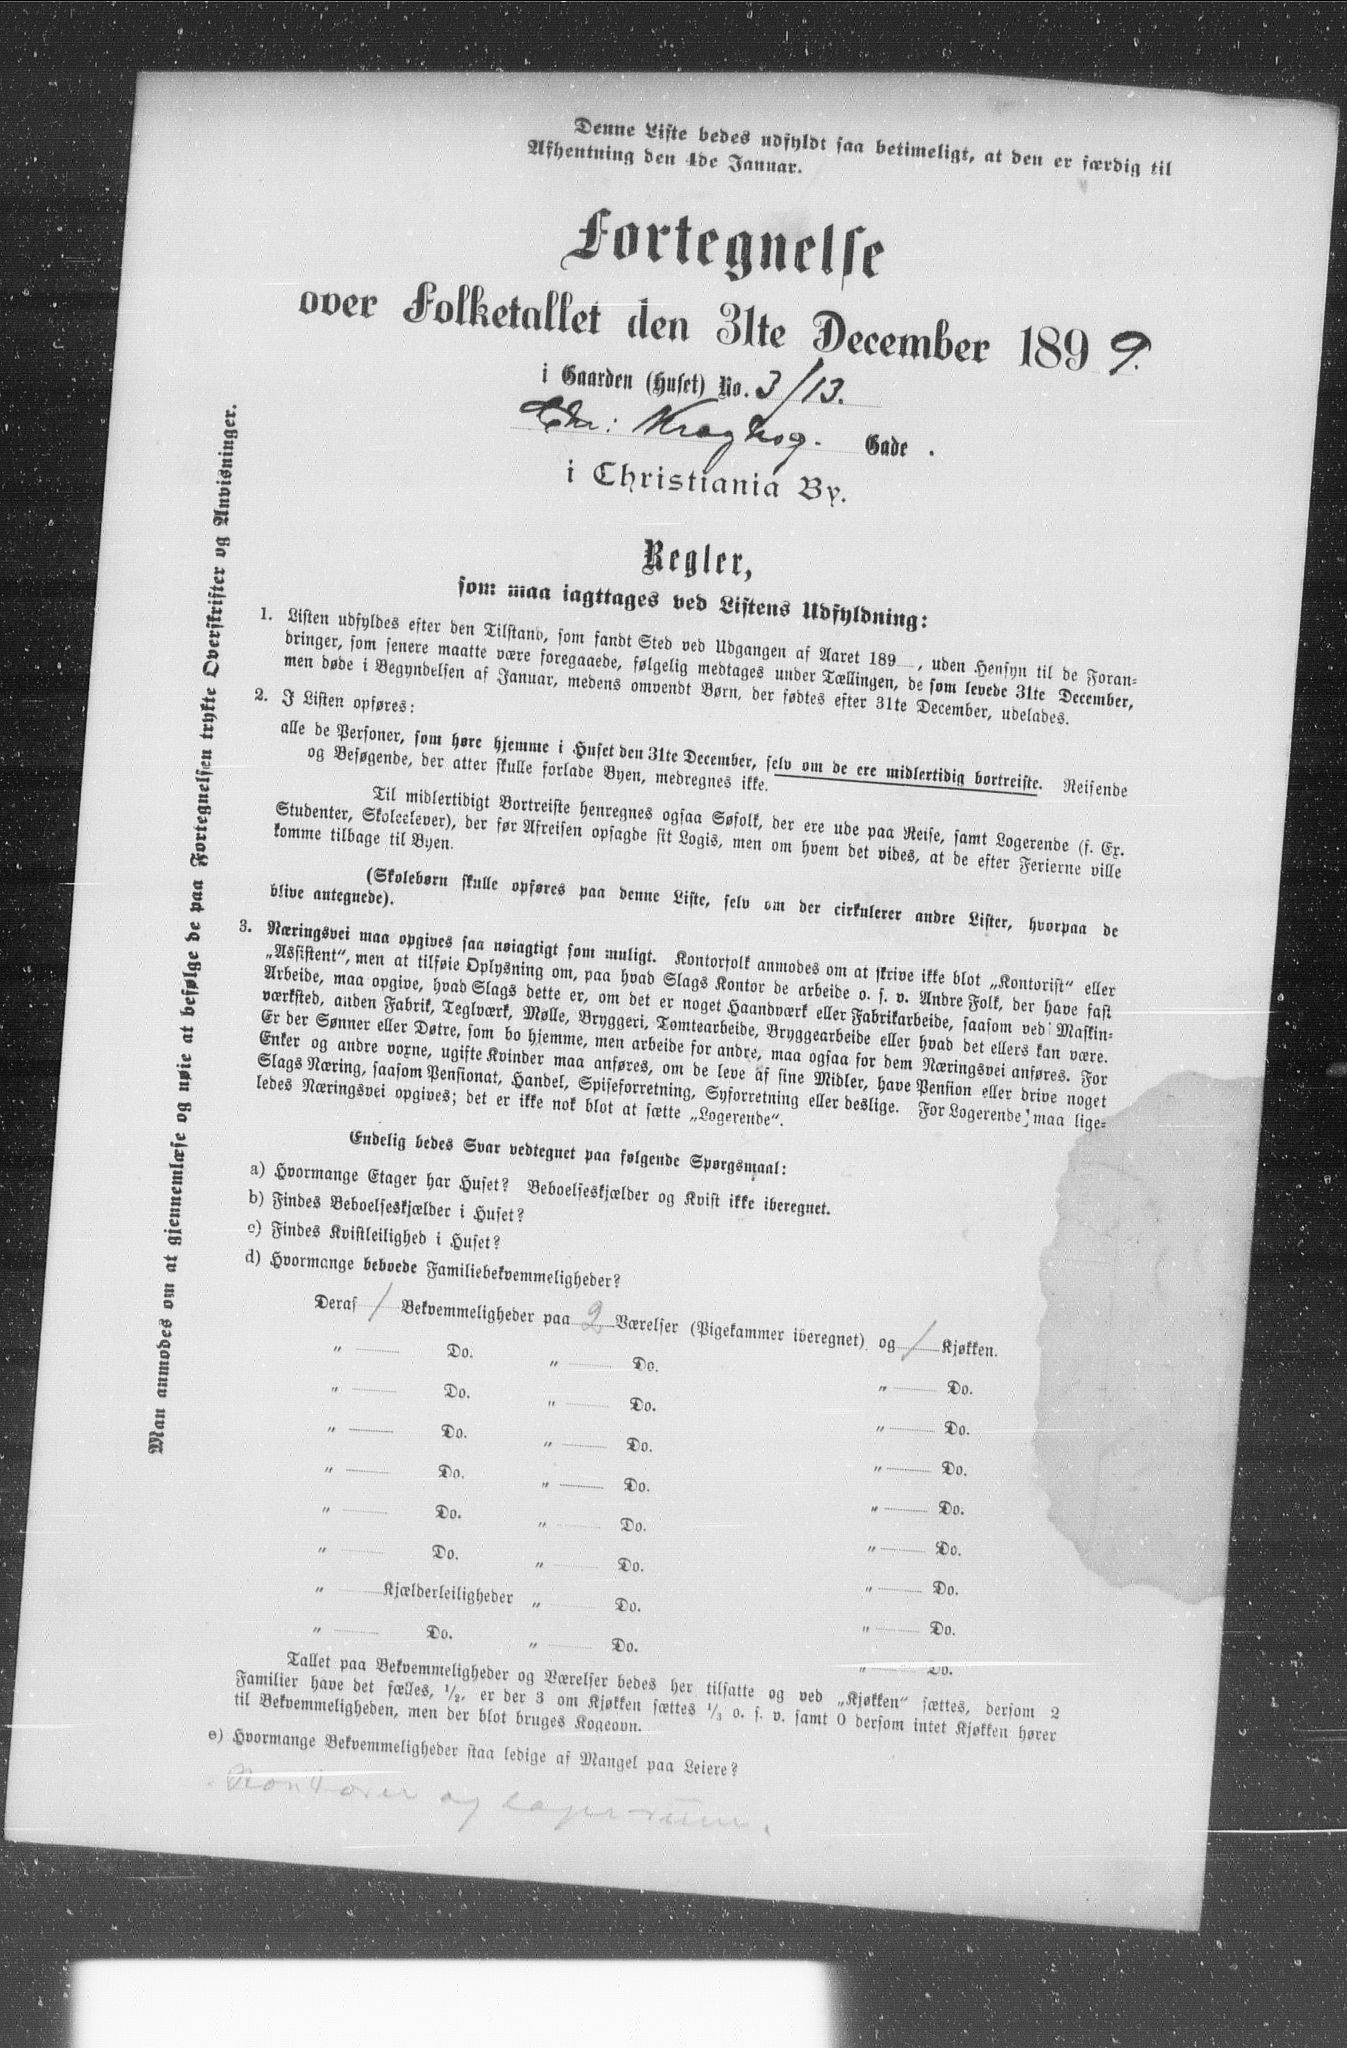 Denne Liste bedes udfyldt saa betimeligt, at den er færdig til
Afhentning den 4de Januar.
Fortegnelse
over Folketallet den 31te December 1899.
i Gaarden (Huset) No. 3/13.
Chr: Kroghsg. Gade.
i Christiania By.
Regler,
som maa iagttages ved Listens Udfyldning:
1. Listen udfyldes efter den Tilstand, som fandt Sted ved Udgangen af Aaret 189 , uden Hensyn til de Foran-
dringer, som senere maatte være foregaaede, følgelig medtages under Tællingen, de som levede 31te December,
men døde i Begyndelsen af Januar, medens omvendt Børn, der fødtes efter 31te December, udelades.
2. I Listen opføres:
alle de Personer, som høre hjemme i Huset den 31te December, selv om de ere midlertidig bortreiste. Reisende
og Besøgende, der atter skulle forlade Byen, medregnes ikke.
Til midlertidigt Bortreiste henregnes ogsaa Søfolk, der ere ude paa Reise, samt Logerende (f. Ex.
Studenter, Skoleelever), der før Afreisen opsagde sit Logis, men om hvem det vides, at de efter Ferierne ville
komme tilbage til Byen.
(Skolebørn skulle opføres paa denne Liste, selv om der cirkulerer andre Lister, hvorpaa de
blive antegnede).
3. Næringsvei maa opgives saa nøiagtigt som muligt. Kontorfolk anmodes om at skrive ikke blot „Kontorist“ eller
„Assistent“, men at tilføie Oplysning om, paa hvad Slags Kontor de arbeide o. s. v. Andre Folk, der have fast
Arbeide, maa opgive, hvad Slags dette er, om det er noget Haandværk eller Fabrikarbeide, saasom ved Maskin-
værksted, anden Fabrik, Teglværk, Mølle, Bryggeri, Tomtearbeide, Bryggearbeide eller hvad det ellers kan være.
Er der Sønner eller Døtre, som bo hjemme, men arbeide for andre, maa ogsaa for dem Næringsvei anføres. For
Enker og andre voxne, ugifte Kvinder maa anføres, om de leve af sine Midler, have Pension eller drive noget
Slags Næring, saasom Pensionat, Handel, Spiseforretning, Syforretning eller deslige. For Logerende maa lige-
ledes Næringsvei opgives; det er ikke nok blot at sætte „Logerende“.
Endelig bedes Svar vedtegnet paa følgende Spørgsmaal:
a) Hvormange Etager har Huset? Beboelseskjælder og Kvist ikke iberegnet.
b) Findes Beboelseskjælder i Huset?
c) Findes Kvistleilighed i Huset?
d) Hvormange beboede Familiebekvemmeligheder?
Deraf 1 Bekvemmeligheder paa 2 Værelser (Pigekammer iberegnet) og 1 Kjøkken.
„ Do. „ Do. „ Do.
„ Do. „ Do. „ Do.
„ Do. „ Do. „ Do.
„ Do. „ Do. „ Do.
„ Do. „ Do. „ Do.
„ Do. „ Do. „ Do.
„ Kjælderleiligheder „ Do. „ Do.
„ Do. „ Do. „ Do.
Tallet paa Bekvemmeligheder og Værelser bedes her tilsatte og ved „Kjøkken“ sættes, dersom 2
Familier have det fælles, 1/2, er der 3 om Kjøkken sættes 1/3 o. s. v. samt 0 dersom intet Kjøkken hører
til Bekvemmeligheden, men der blot bruges Kogeovn.
e) Hvormange Bekvemmeligheder staa ledige af Mangel paa Leiere?
Kontorer og lagerrum.
Man anmodes om at gjennemlæse og nøie at befølge de paa Fortegnelsen trykte Overskrifter og Anvisninger.